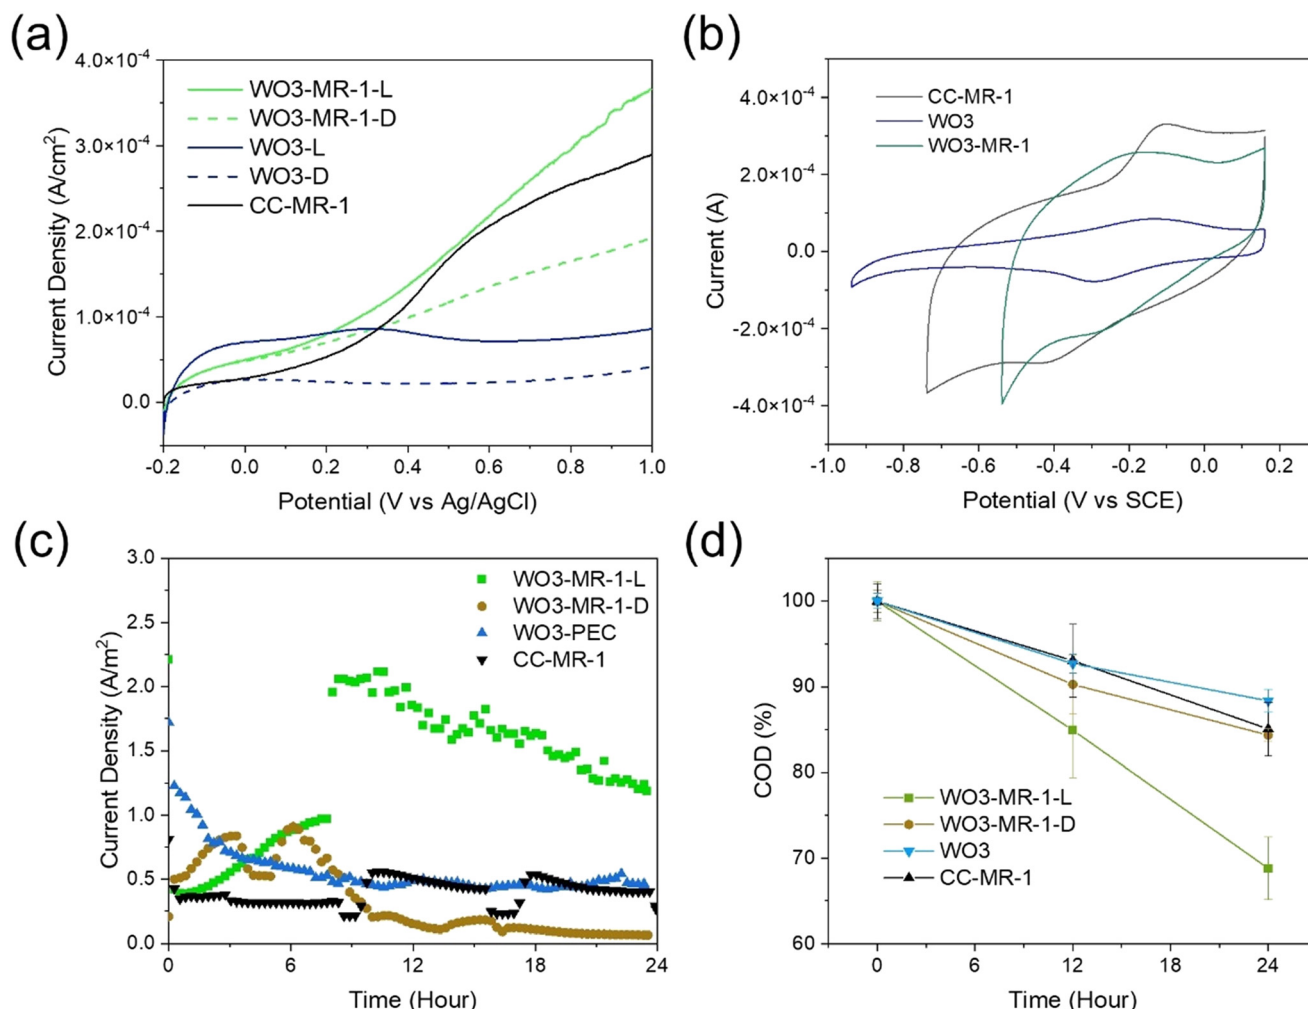 (a)
4.0×10⁻⁴
3.0×10⁻⁴
2.0×10⁻⁴
1.0×10⁻⁴
0.0
Current Density (A/cm²)
WO3-MR-1-L
WO3-MR-1-D
WO3-L
WO3-D
CC-MR-1
-0.2
0.0
0.2
0.4
0.6
0.8
1.0
Potential (V vs Ag/AgCl)
(b)
4.0×10⁻⁴
2.0×10⁻⁴
0.0
-2.0×10⁻⁴
-4.0×10⁻⁴
Current (A)
CC-MR-1
WO3
WO3-MR-1
-1.0
-0.8
-0.6
-0.4
-0.2
0.0
0.2
Potential (V vs SCE)
(c)
3.0
2.5
2.0
1.5
1.0
0.5
0.0
Current Density (A/m²)
WO3-MR-1-L
WO3-MR-1-D
WO3-PEC
CC-MR-1
0
6
12
18
24
Time (Hour)
(d)
100
90
80
70
60
COD (%)
WO3-MR-1-L
WO3-MR-1-D
WO3
CC-MR-1
0
12
24
Time (Hour)